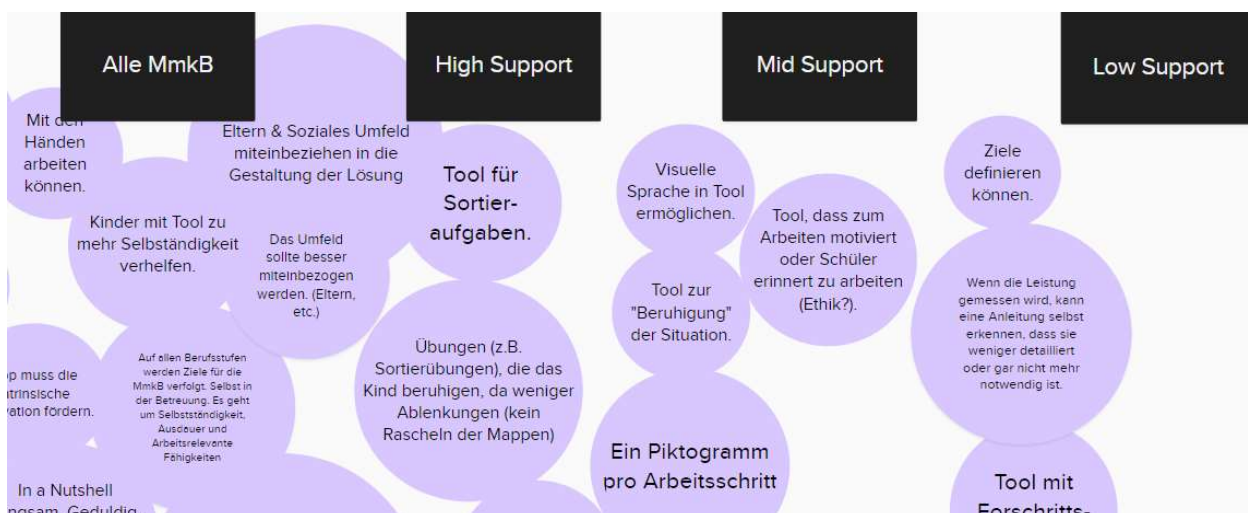 Alle MmkB
High Support
Mid Support
Low Support
Mit den
Händen
arbeiten
können.
Eltern & Soziales Umfeld
miteinbeziehen in die
Gestaltung der Lösung
Kinder mit Tool zu
mehr Selbständigkeit
verhelfen.
Das Umfeld
sollte besser
miteinbezogen
werden. (Eltern,
etc.)
muss die
fördern.
Auf allen Berufsstufen
werden Ziele für die
MmkB verfolgt. Selbst in
der Betreuung. Es geht
um Selbstständigkeit,
Ausdauer und
Arbeitsrelevante
Fähigkeiten
In a Nutshell
Geduldig
Tool für
Sortier-
aufgaben.
Übungen (z.B.
Sortierübungen), die das
Kind beruhigen, da weniger
Ablenkungen (kein
Rascheln der Mappen)
Visuelle
Sprache in Tool
ermöglichen.
Tool, dass zum
Arbeiten motiviert
oder Schüler
erinnert zu arbeiten
(Ethik?).
Tool zur
"Beruhigung"
der Situation.
Ein Piktogramm
pro Arbeitsschritt
Ziele
definieren
können.
Wenn die Leistung
gemessen wird, kann
eine Anleitung selbst
erkennen, dass sie
weniger detailliert
oder gar nicht mehr
notwendig ist.
Tool mit
Forschritts-